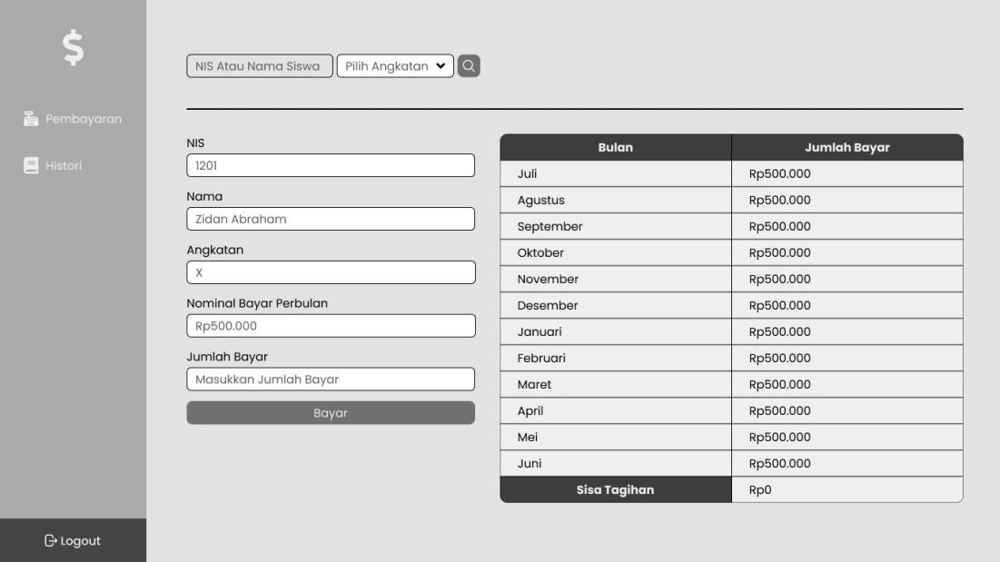 $
Pembayaran
Histori
Logout
NIS Atau Nama Siswa Pilih Angkatan
NIS
1201
Nama
Zidan Abraham
Angkatan
X
Nominal Bayar Perbulan
Rp500.000
Jumlah Bayar
Masukkan Jumlah Bayar
Bayar
Bulan Jumlah Bayar
Juli Rp500.000
Agustus Rp500.000
September Rp500.000
Oktober Rp500.000
November Rp500.000
Desember Rp500.000
Januari Rp500.000
Februari Rp500.000
Maret Rp500.000
April Rp500.000
Mei Rp500.000
Juni Rp500.000
Sisa Tagihan Rp0